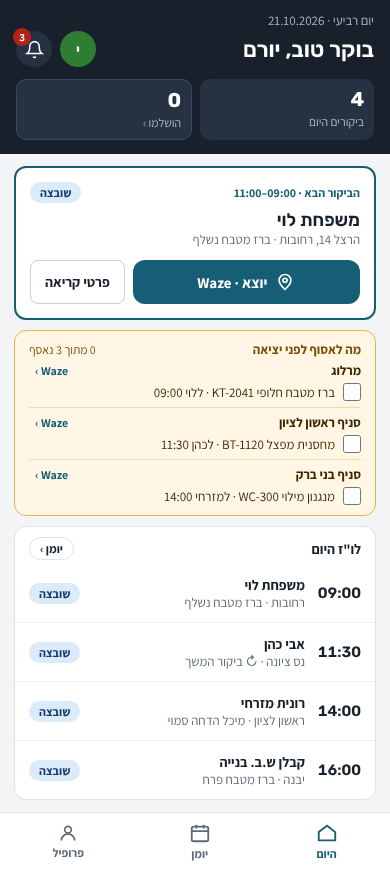 יום רביעי · 21.10.2026
בוקר טוב, יורם
י
3
4
ביקורים היום
0
הושלמו ›
הביקור הבא · 09:00–11:00
שובצה
משפחת לוי
הרצל 14, רחובות · ברז מטבח נשלף
יוצא · Waze
פרטי קריאה
מה לאסוף לפני יציאה
0 מתוך 3 נאסף
מרלוג
Waze ›
ברז מטבח חלופי KT-2041 · ללוי 09:00
סניף ראשון לציון
Waze ›
מחסנית מפצל BT-1120 · לכהן 11:30
סניף בני ברק
Waze ›
מנגנון מילוי WC-300 · למזרחי 14:00
לו"ז היום
יומן ›
09:00
משפחת לוי
רחובות · ברז מטבח נשלף
שובצה
11:30
אבי כהן
נס ציונה · ↻ ביקור המשך
שובצה
14:00
רונית מזרחי
ראשון לציון · מיכל הדחה סמוי
שובצה
16:00
קבלן ש.ב. בנייה
יבנה · ברז מטבח פרח
שובצה
היום
יומן
פרופיל